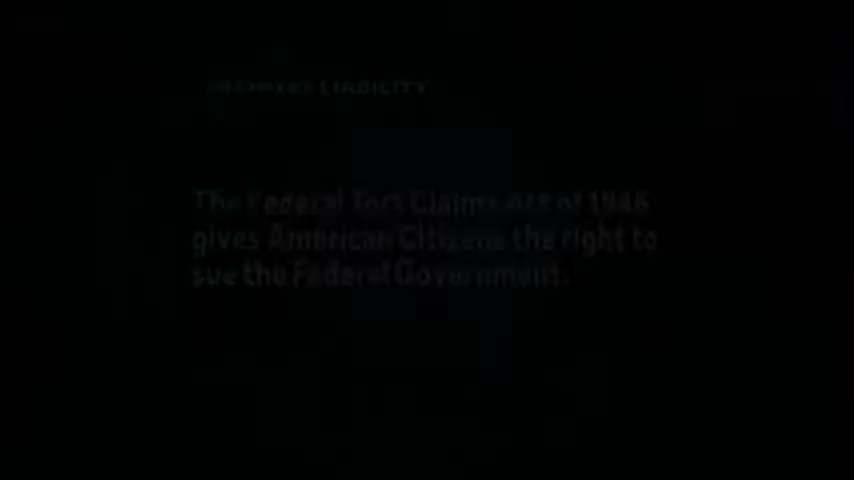 PREMISES LIABILITY
The Federal Tort Claims Act of 1946
gives American Citizens the right to
sue the Federal Government.